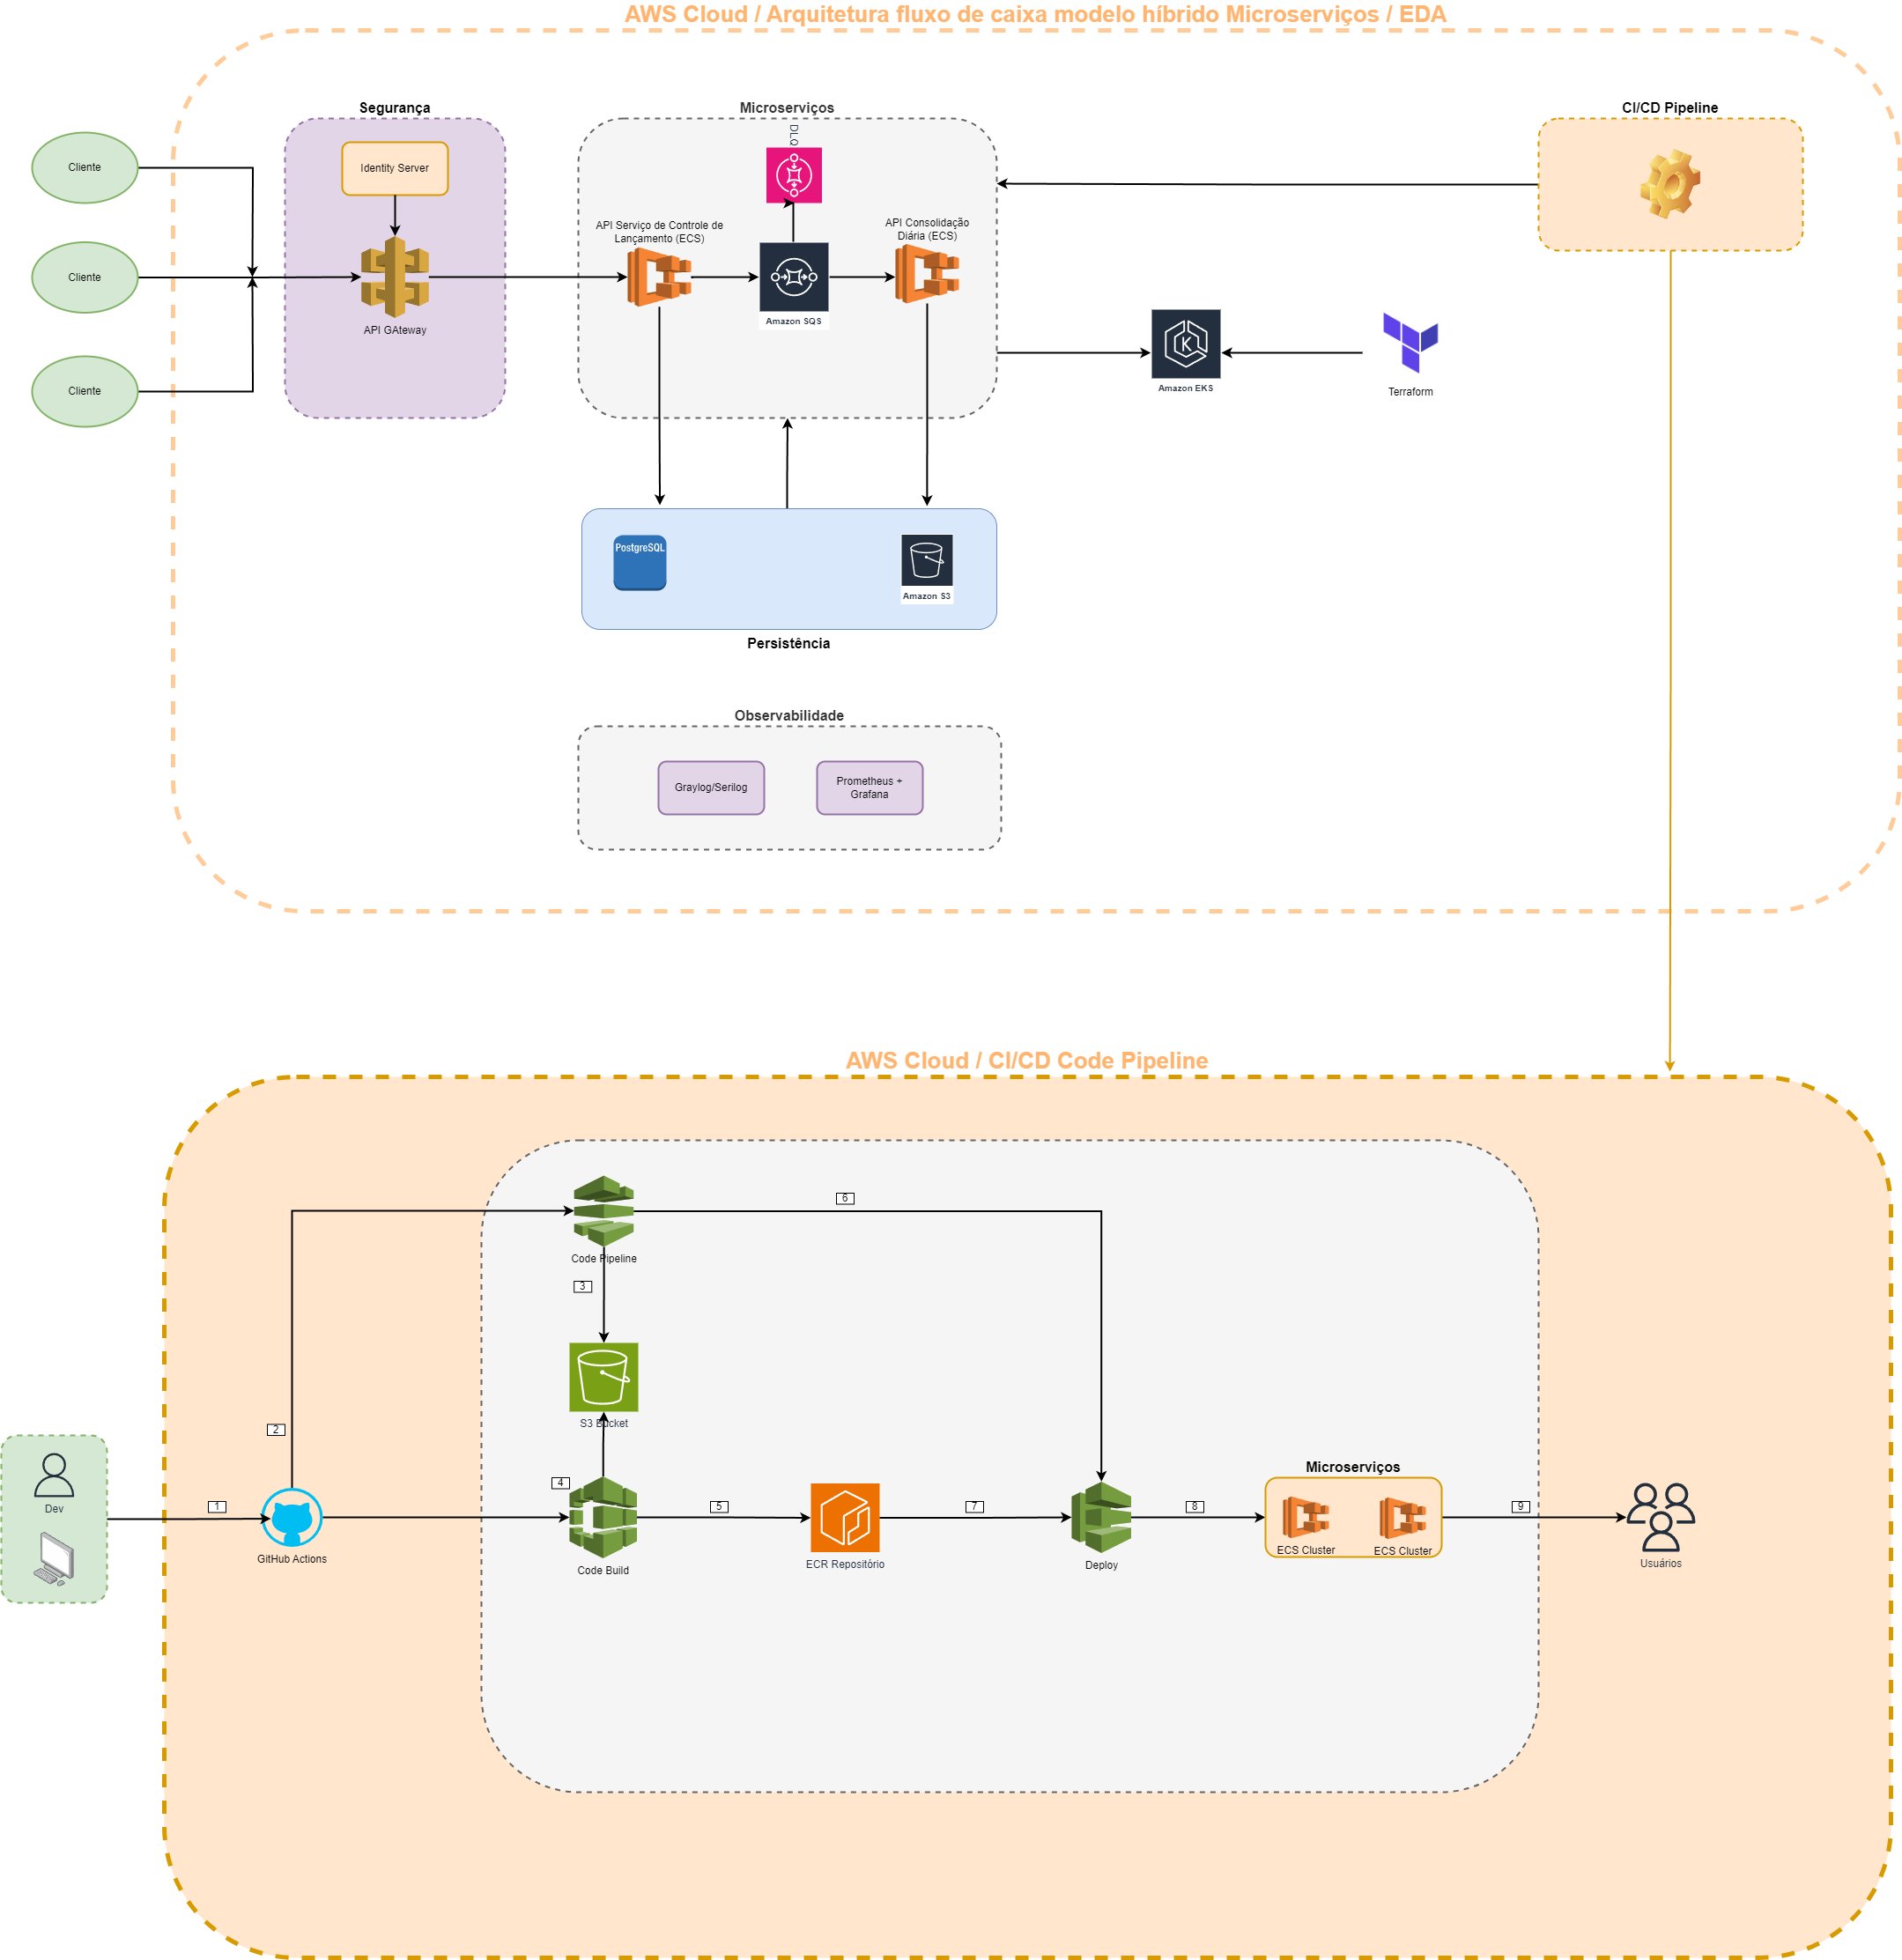 AWS Cloud / Arquitetura fluxo de caixa modelo híbrido Microserviços / EDA
Segurança
Microserviços
CI/CD Pipeline
DLQ
Cliente
Identity Server
API Serviço de Controle de
Lançamento (ECS)
API Consolidação
Diária (ECS)
Cliente
Amazon SQS
API GAteway
K
Cliente
Amazon EKS
Terraform
PostgreSQL
Amazon S3
Persistência
Observabilidade
Graylog/Serilog
Prometheus +
Grafana
AWS Cloud / CI/CD Code Pipeline
6
Code Pipeline
3
S3 Bucket
2
Microserviços
4
Dev
1
5
7
8
9
ECS Cluster
ECS Cluster
GitHub Actions
Code Build
ECR Repositório
Deploy
Usuários